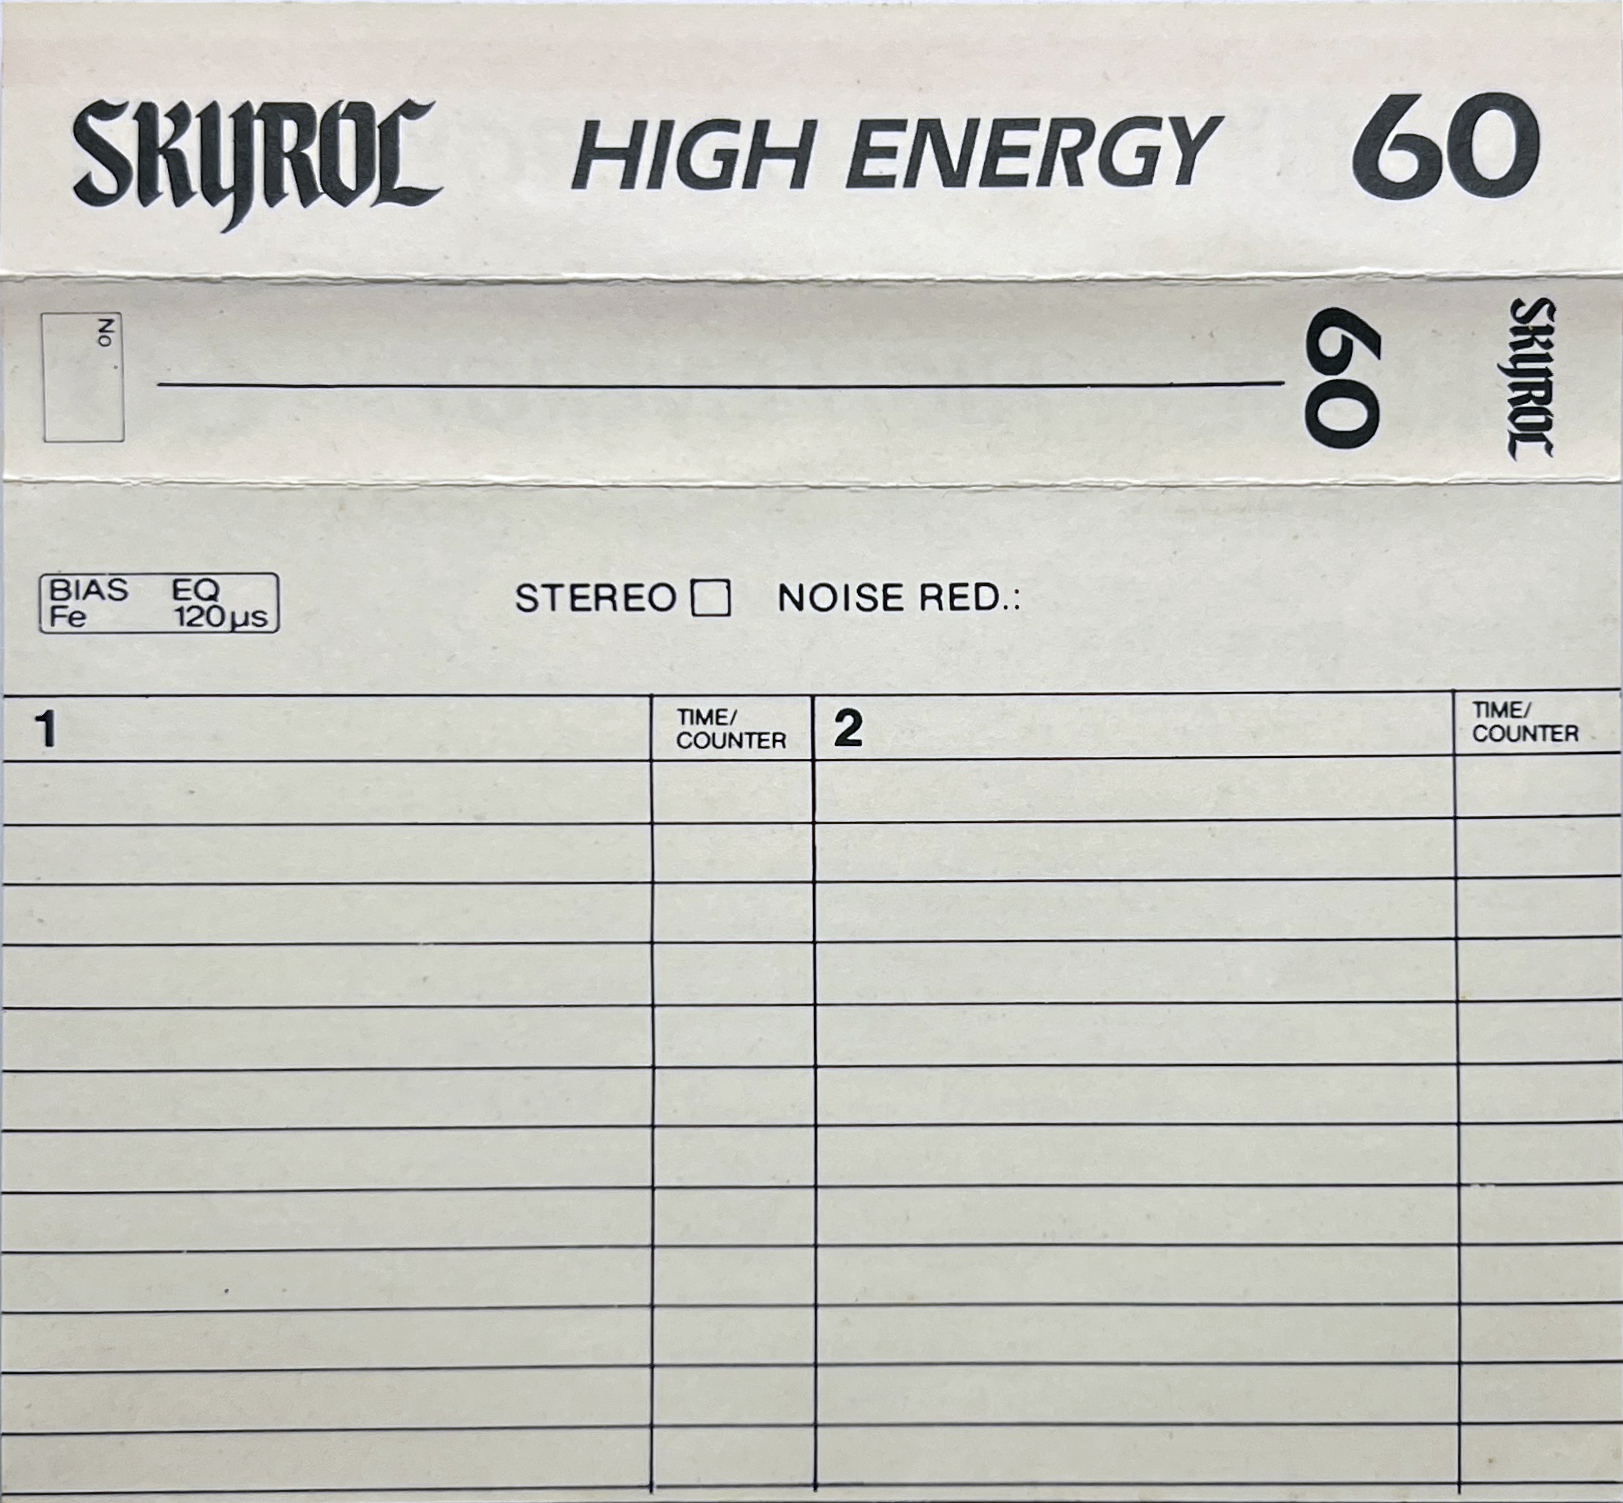 SKYROL HIGH ENERGY 60
No
60
SKYROL
BIAS EQ
Fe 120µs
STEREO NOISE RED.:
1 TIME/
COUNTER
2 TIME/
COUNTER